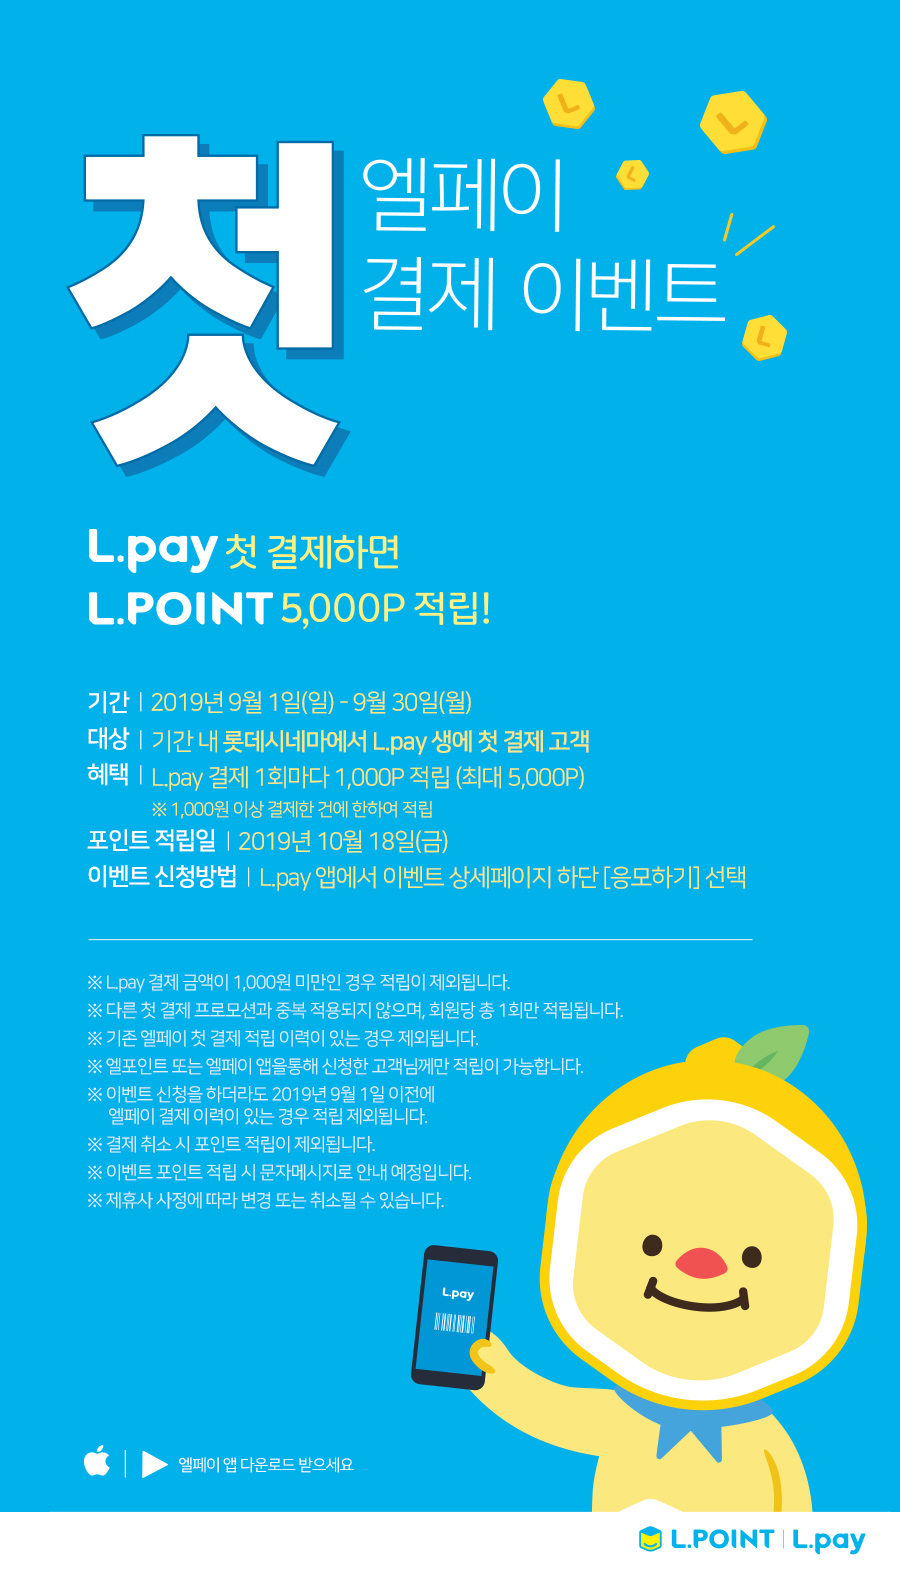 첫 엘페이
결제 이벤트
L.pay 첫 결제하면
L.POINT 5,000P 적립!
기간 | 2019년 9월 1일(일) - 9월 30일(월)
대상 | 기간 내 롯데시네마에서 L.pay 생에 첫 결제 고객
혜택 | L.pay 결제 1회마다 1,000P 적립 (최대 5,000P)
※ 1,000원 이상 결제한 건에 한하여 적립
포인트 적립일 | 2019년 10월 18일(금)
이벤트 신청방법 | L.pay 앱에서 이벤트 상세페이지 하단 [응모하기] 선택
※ L.pay 결제 금액이 1,000원 미만인 경우 적립이 제외됩니다.
※ 다른 첫 결제 프로모션과 중복 적용되지 않으며, 회원당 총 1회만 적립됩니다.
※ 기존 엘페이 첫 결제 적립 이력이 있는 경우 제외됩니다.
※ 엘포인트 또는 엘페이 앱을통해 신청한 고객님께만 적립이 가능합니다.
※ 이벤트 신청을 하더라도 2019년 9월 1일 이전에
엘페이 결제 이력이 있는 경우 적립 제외됩니다.
※ 결제 취소 시 포인트 적립이 제외됩니다.
※ 이벤트 포인트 적립 시 문자메시지로 안내 예정입니다.
※ 제휴사 사정에 따라 변경 또는 취소될 수 있습니다.
L.pay
엘페이 앱 다운로드 받으세요
L.POINT | L.pay